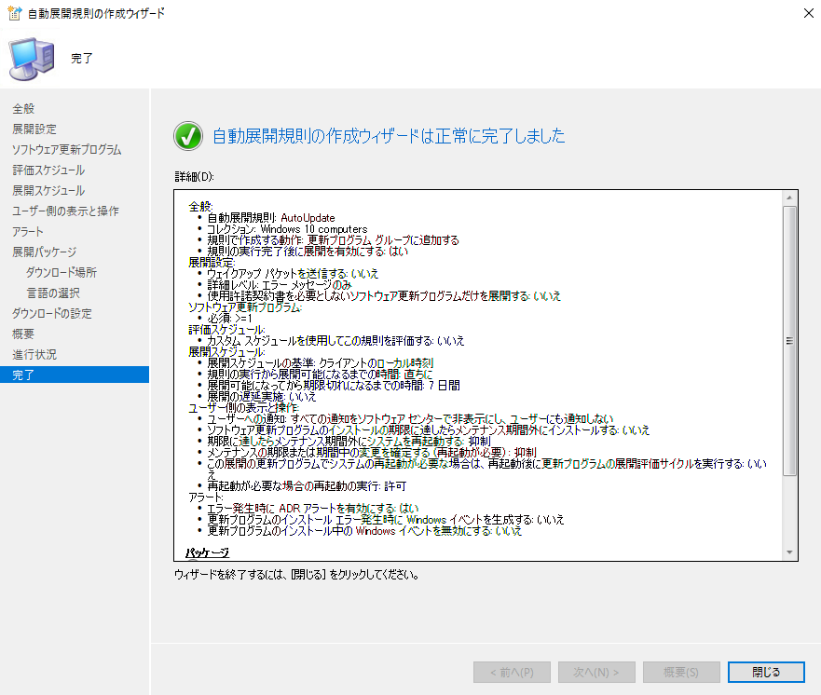 自動展開規則の作成ウィザード
完了
全般
展開設定
ソフトウェア更新プログラム
評価スケジュール
展開スケジュール
ユーザー側の表示と操作
アラート
展開パッケージ
ダウンロード場所
言語の選択
ダウンロードの設定
概要
進行状況
完了
自動展開規則の作成ウィザードは正常に完了しました
詳細(D):
全般:
• 自動展開規則: AutoUpdate
• コレクション: Windows 10 computers
• 規則で作成する動作: 更新プログラム グループに追加する
• 規則の実行完了後に展開を有効にする: はい
展開設定:
• ウェイクアップ パケットを送信する: いいえ
• 詳細レベル: エラー メッセージのみ
• 使用許諾契約書を必要としないソフトウェア更新プログラムだけを展開する: いいえ
ソフトウェア更新プログラム:
• 必須: >=1
評価スケジュール:
• カスタム スケジュールを使用してこの規則を評価する: いいえ
展開スケジュール:
• 展開スケジュールの基準: クライアントのローカル時刻
• 規則の実行から展開可能になるまでの時間: 直ちに
• 展開可能になってから期限切れになるまでの時間: 7 日間
• 展開の遅延実施: いいえ
ユーザー側の表示と操作:
• ユーザーへの通知: すべての通知をソフトウェア センターで非表示にし、ユーザーにも通知しない
• ソフトウェア更新プログラムのインストールの期限に達したらメンテナンス期間外にインストールする: いいえ
• 期限に達したらメンテナンス期間外にシステムを再起動する: 抑制
• メンテナンスの期限または期間中の変更を確定する (再起動が必要) : 抑制
• この展開の更新プログラムでシステムの再起動が必要な場合は、再起動後に更新プログラムの展開評価サイクルを実行する: いい
え
• 再起動が必要な場合の再起動の実行: 許可
アラート:
• エラー発生時に ADR アラートを有効にする: はい
• 更新プログラムのインストール エラー発生時に Windows イベントを生成する: いいえ
• 更新プログラムのインストール中の Windows イベントを無効にする: いいえ
パッケージ
ウィザードを終了するには、[閉じる] をクリックしてください。
< 前へ(P)
次へ(N) >
概要(S)
閉じる